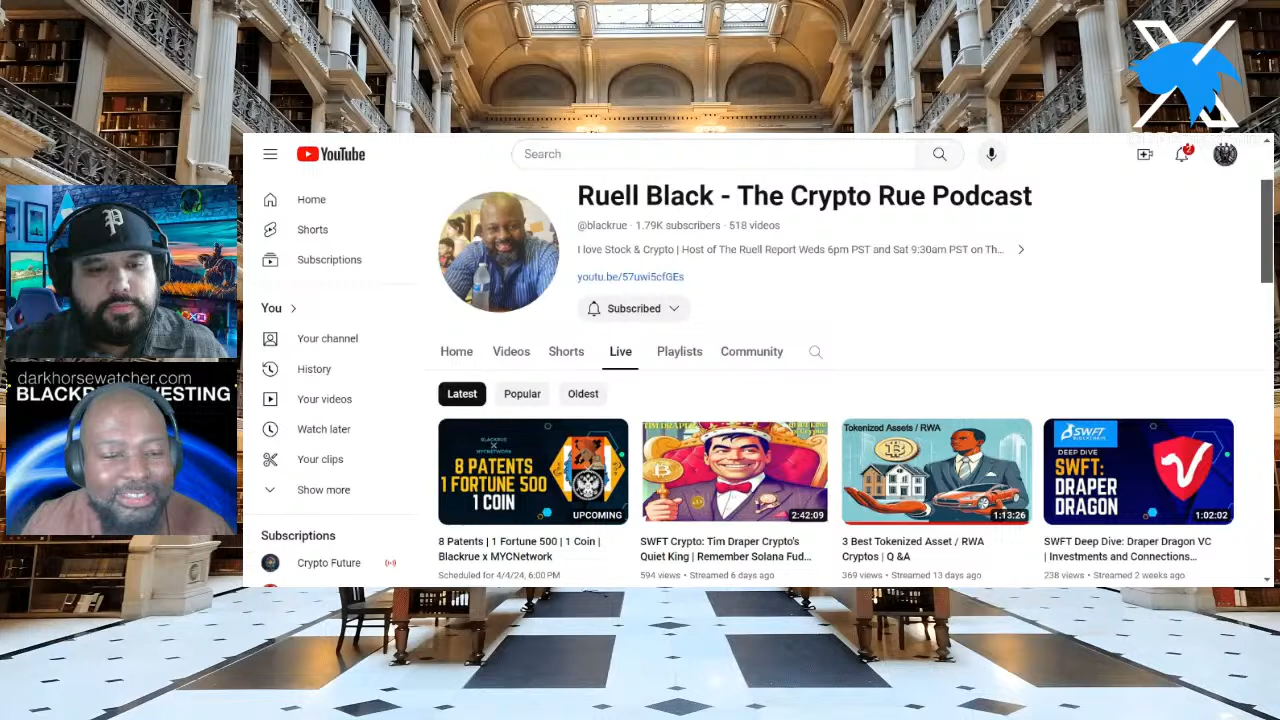 YouTube
Search
2
Home
Shorts
Subscriptions
You
Your channel
History
Your videos
Watch later
Your clips
Show more
Subscriptions
Crypto Future
Ruell Black - The Crypto Rue Podcast
@blackrue · 1.79K subscribers · 518 videos
I love Stock & Crypto | Host of The Ruell Report Weds 6pm PST and Sat 9:30am PST on Th...
youtu.be/57uwi5cfGEs
Subscribed
Home Videos Shorts Live Playlists Community
Latest Popular Oldest
BLACKRUE
X
MYCNETWORK
8 PATENTS
1 FORTUNE 500
1 COIN
UPCOMING
8 Patents | 1 Fortune 500 | 1 Coin |
Blackrue x MYCNetwork
Scheduled for 4/4/24, 6:00 PM
TIM DRAPER
2:42:09
SWFT Crypto: Tim Draper Crypto's
Quiet King | Remember Solana Fud...
594 views • Streamed 6 days ago
Tokenized Assets / RWA
1:13:26
3 Best Tokenized Asset / RWA
Cryptos | Q &A
369 views • Streamed 13 days ago
SWFT
BLOCKCHAIN
DEEP DIVE
SWFT:
DRAPER
DRAGON
1:02:02
SWFT Deep Dive: Draper Dragon VC
| Investments and Connections...
238 views • Streamed 2 weeks ago
P
darkhorsewatcher.com